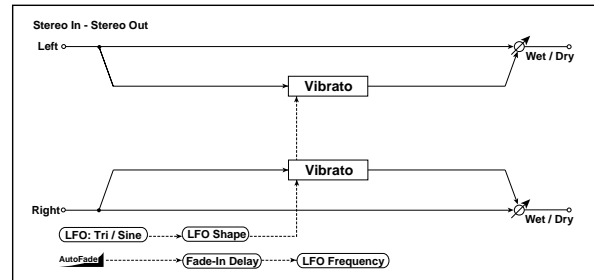 Stereo In - Stereo Out
Left
Wet / Dry
Vibrato
Vibrato
Right
Wet / Dry
LFO: Tri / Sine
LFO Shape
AutoFade
Fade-In Delay
LFO Frequency